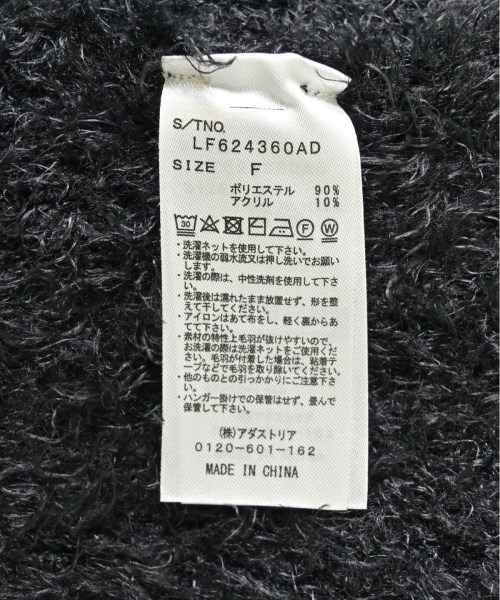 S/TNO.
LF624360AD
SIZE F
ポリエステル 90%
アクリル 10%
30 F W
・洗濯ネットを使用して下さい。
・洗濯機の弱水流又は押し洗いでお願い
します。
・洗濯の際は、中性洗剤を使用して下さ
い。
・洗濯後は濡れたまま放置せず、形を整
えて干してください。
・アイロンはあて布をし、軽く裏からあ
てて下さい。
・素材の特性上毛羽が抜けやすいので、
お洗濯の際は洗濯ネットをご使用くださ
い。毛羽が付着した場合は、粘着テ
ープなどで毛羽を取り除いてください。
・他のものとの引っかかりにご注意下さ
い。
・ハンガー掛けでの保管はせず、畳んで
保管して下さい。
(株)アダストリア
0120-601-162
MADE IN CHINA